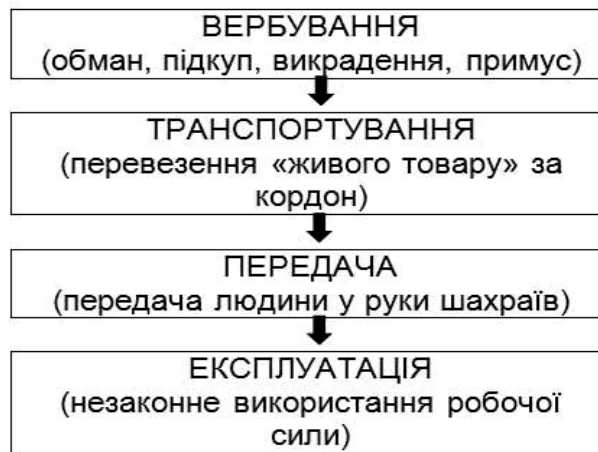 ВЕРБУВАННЯ
(обман, підкуп, викрадення, примус)
ТРАНСПОРТУВАННЯ
(перевезення «живого товару» за
кордон)
ПЕРЕДАЧА
(передача людини у руки шахраїв)
ЕКСПЛУАТАЦІЯ
(незаконне використання робочої
сили)